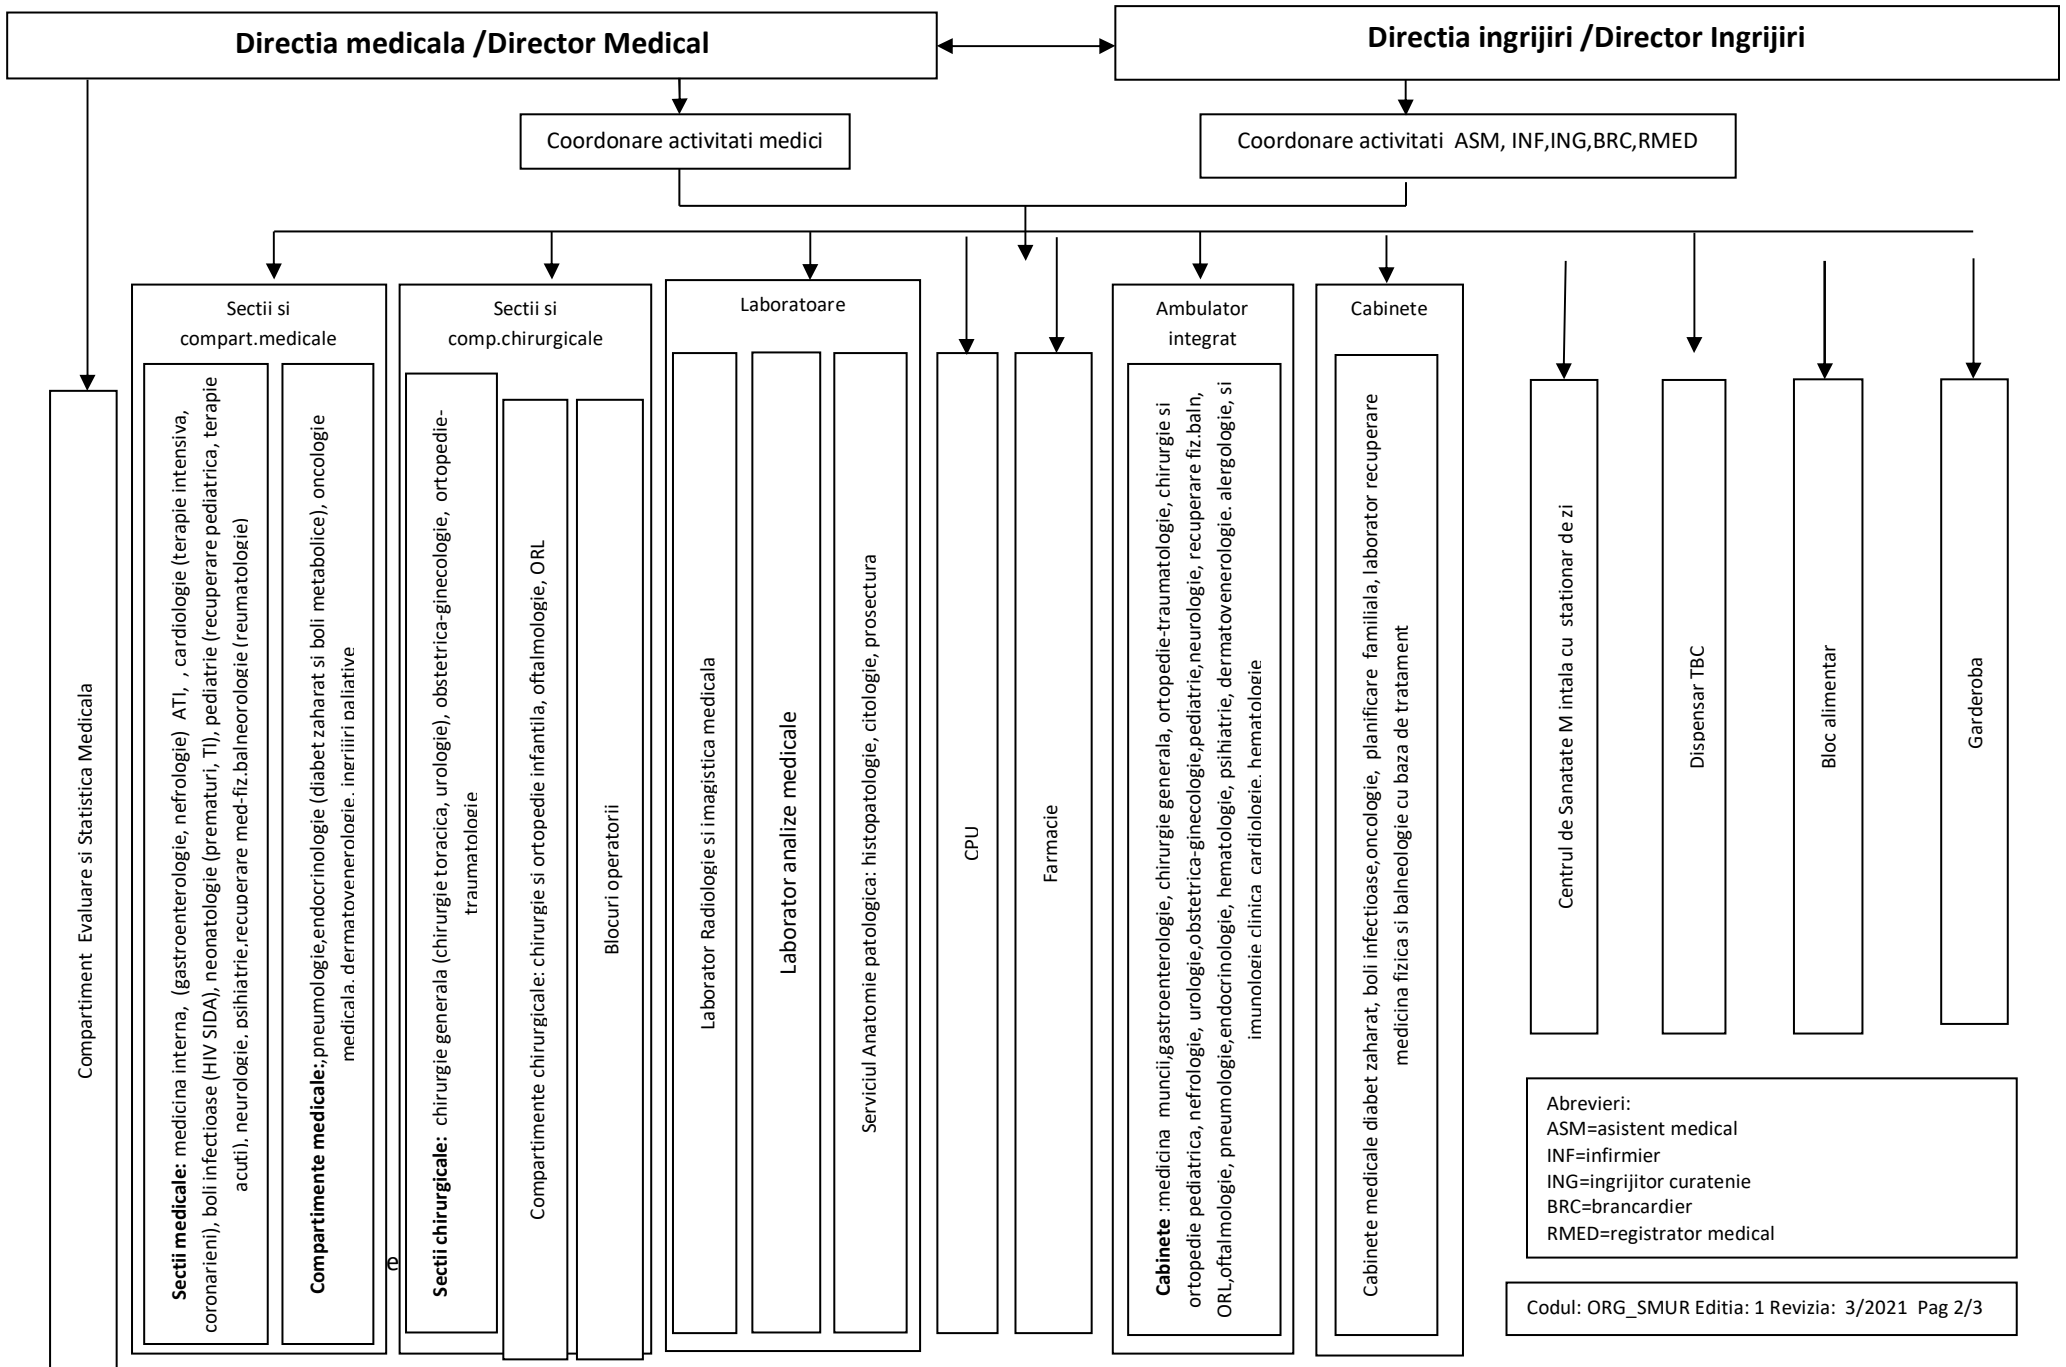 Directia medicala /Director Medical
Directia ingrijiri /Director Ingrijiri
Coordonare activitati medici
Coordonare activitati ASM, INF,ING,BRC,RMED
Compartiment Evaluare si Statistica Medicala
Sectii si
compart.medicale
Sectii medicale: medicina interna, (gastroenterologie, nefrologie) ATI, , cardiologie (terapie intensiva,
coronarieni), boli infectioase (HIV SIDA), neonatologie (prematuri, TI), pediatrie (recuperare pediatrica, terapie
acuti), neurologie, psihiatrie,recuperare med-fiz.balneorologie (reumatologie)
Compartimente medicale:,pneumologie,endocrinologie (diabet zaharat si boli metabolice), oncologie
medicala, dermatovenerologie, ingrijiri paliative
e
Sectii si
comp.chirurgicale
Sectii chirurgicale: chirurgie generala (chirurgie toracica, urologie), obstetrica-ginecologie, ortopedie-
traumatologie
Compartimente chirurgicale: chirurgie si ortopedie infantila, oftalmologie, ORL
Blocuri operatorii
Laboratoare
Laborator Radiologie si imagistica medicala
Laborator analize medicale
Serviciul Anatomie patologica: histopatologie, citologie, prosectura
CPU
Farmacie
Ambulator
integrat
Cabinete :medicina muncii,gastroenterologie, chirurgie generala, ortopedie-traumatologie, chirurgie si
ortopedie pediatrica, nefrologie, urologie,obstetrica-ginecologie,pediatrie,neurologie, recuperare fiz.baln,
ORL,oftalmologie, pneumologie,endocrinologie, hematologie, psihiatrie, dermatovenerologie. alergologie, si
imunologie clinica cardiologie, hematologie
Cabinete
Cabinete medicale diabet zaharat, boli infectioase,oncologie, planificare familiala, laborator recuperare
medicina fizica si balneologie cu baza de tratament
Centrul de Sanatate M intala cu stationar de zi
Dispensar TBC
Bloc alimentar
Garderoba
Abrevieri:
ASM=asistent medical
INF=infirmier
ING=ingrijitor curatenie
BRC=brancardier
RMED=registrator medical
Codul: ORG_SMUR Editia: 1 Revizia: 3/2021 Pag 2/3